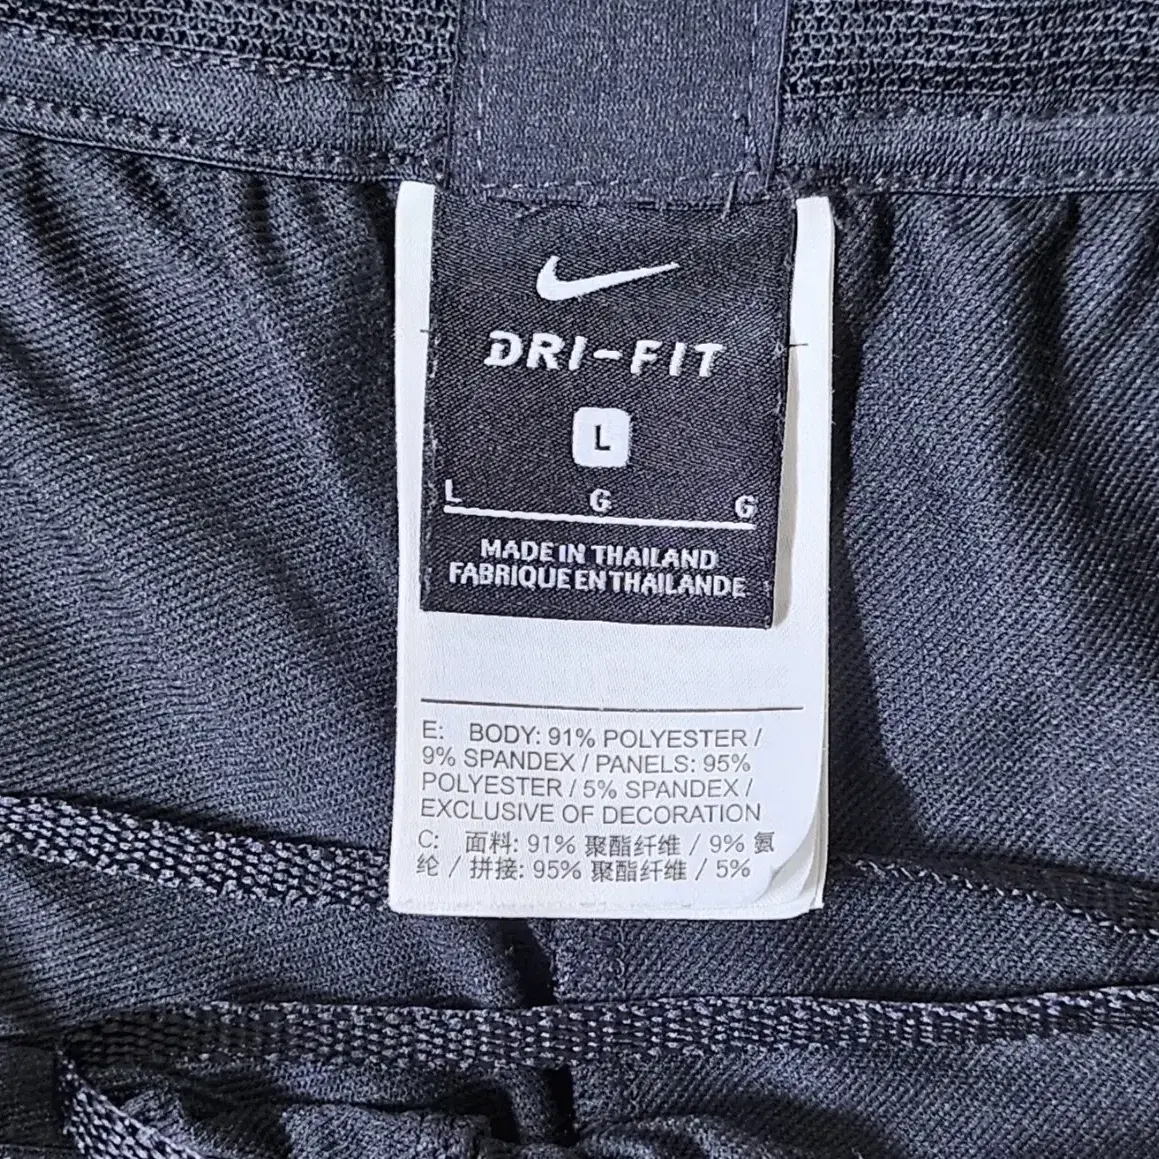 DRI-FIT
L
L G G
MADE IN THAILAND
FABRIQUE EN THAILANDE
E: BODY: 91% POLYESTER /
9% SPANDEX / PANELS: 95%
POLYESTER / 5% SPANDEX /
EXCLUSIVE OF DECORATION
C: 面料: 91% 聚酯纤维 / 9% 氨
纶 / 拼接: 95% 聚酯纤维 / 5%